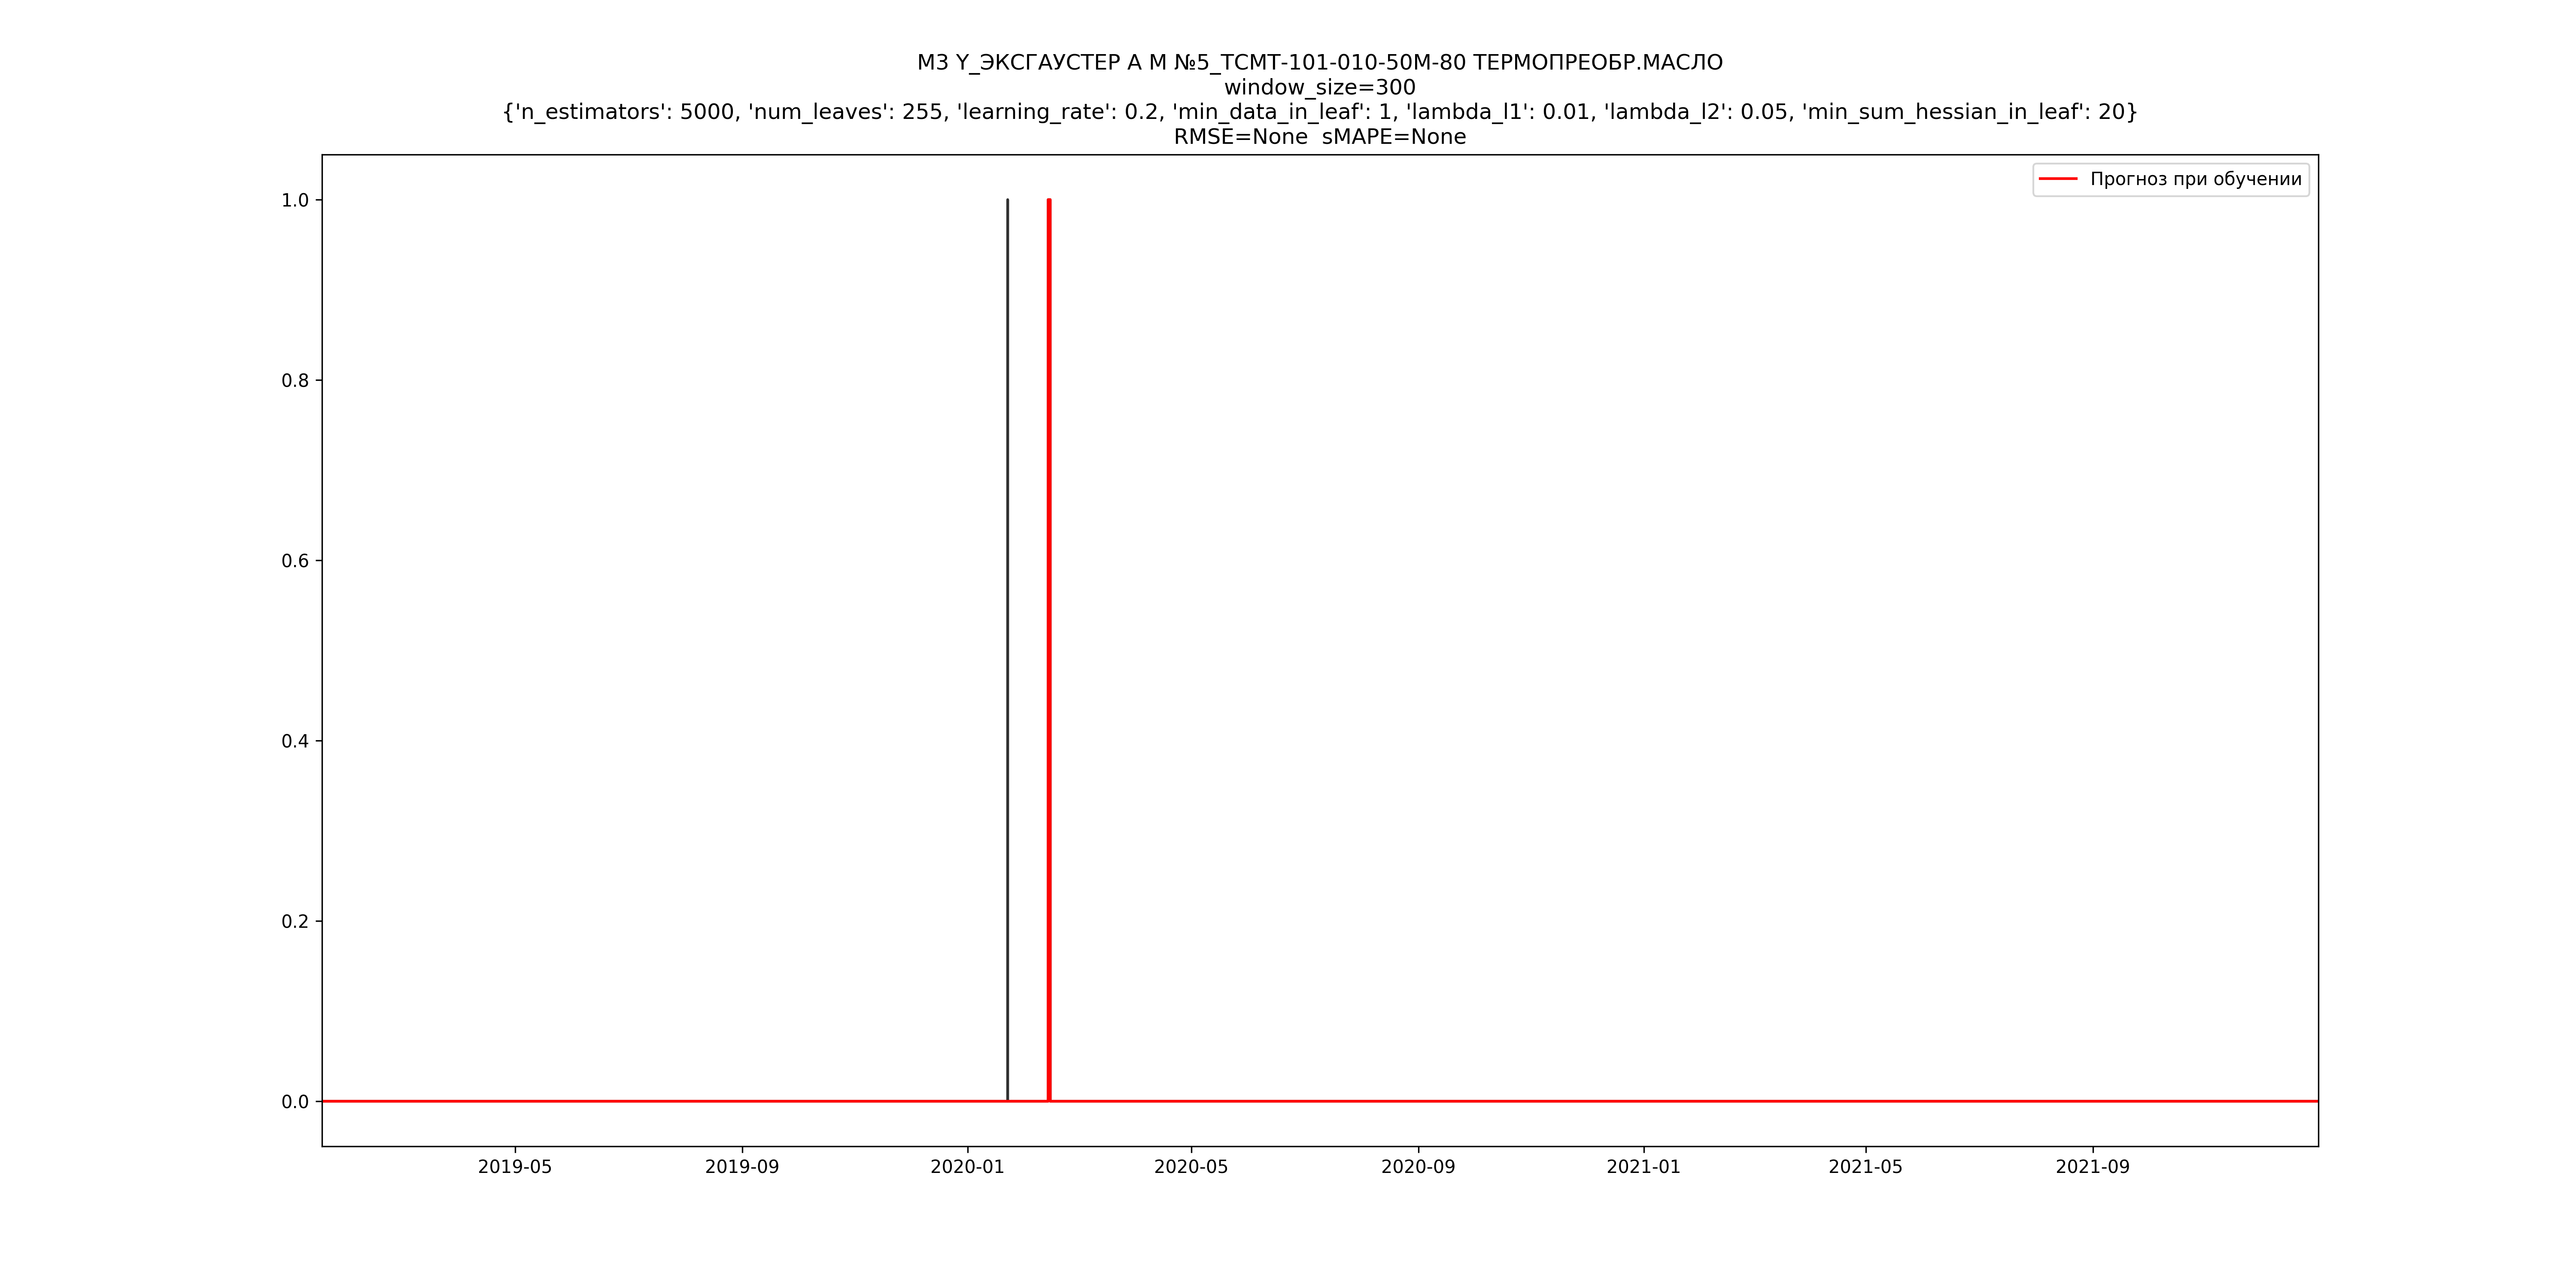 М3 Y_ЭКСГАУСТЕР А М №5_ТСМТ-101-010-50М-80 ТЕРМОПРЕОБР.МАСЛО
window_size=300
{'n_estimators': 5000, 'num_leaves': 255, 'learning_rate': 0.2, 'min_data_in_leaf': 1, 'lambda_l1': 0.01, 'lambda_l2': 0.05, 'min_sum_hessian_in_leaf': 20}
RMSE=None sMAPE=None
Прогноз при обучении
1.0
0.8
0.6
0.4
0.2
0.0
2019-05 2019-09 2020-01 2020-05 2020-09 2021-01 2021-05 2021-09